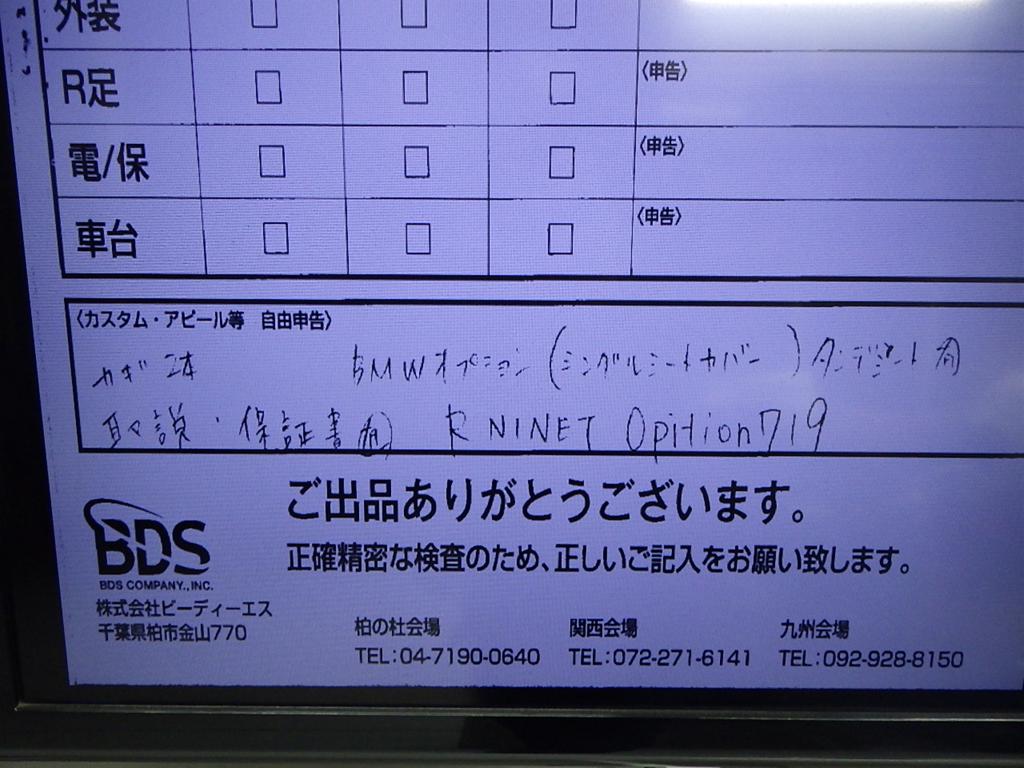 外装 □ □ □
R足 □ □ □ 〈申告〉
電/保 □ □ □ 〈申告〉
車台 □ □ □ 〈申告〉
〈カスタム・アピール等 自由申告〉
カギ2本 BMWオプション(シングルシートカバー)タンデムシート有
取説・保証書有 R NINET Opition719
ご出品ありがとうございます。
正確精密な検査のため、正しいご記入をお願い致します。
BDS
BDS COMPANY., INC.
株式会社ビーディーエス
千葉県柏市金山770
柏の杜会場 関西会場 九州会場
TEL:04-7190-0640 TEL:072-271-6141 TEL:092-928-8150